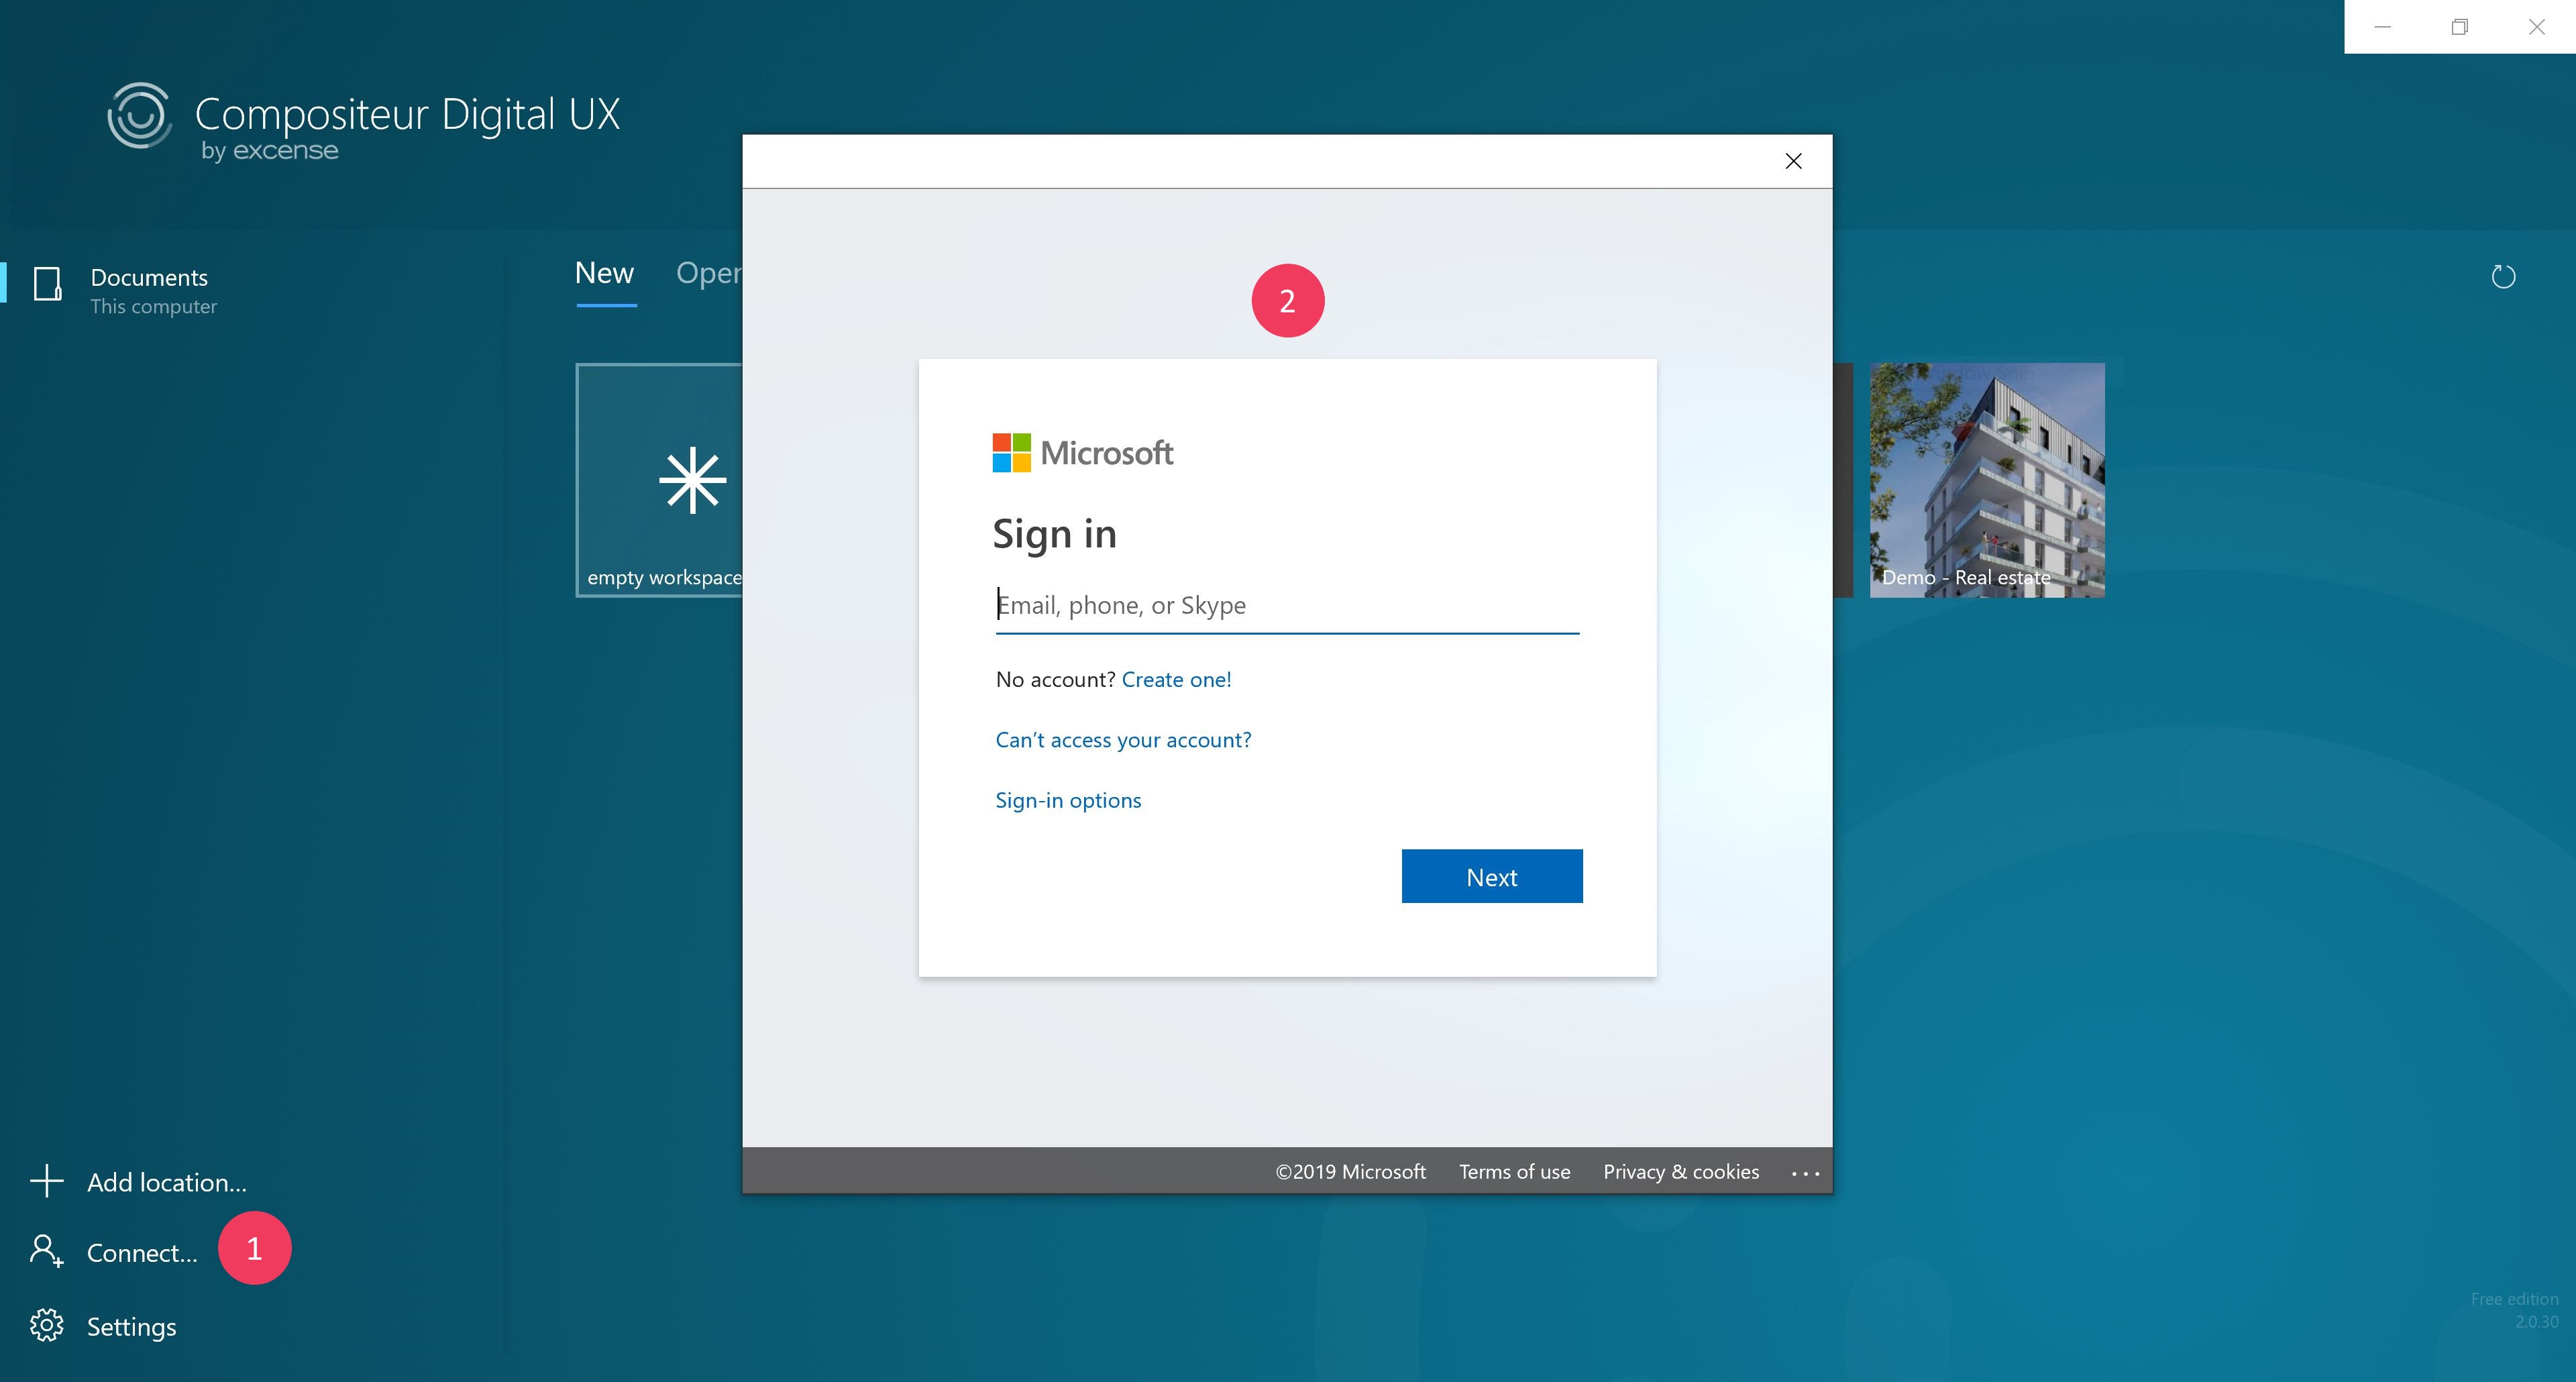 Compositeur Digital UX
by excense
Documents
This computer
New
Open
empty workspace
Demo - Real estate
2
Microsoft
Sign in
Email, phone, or Skype
No account? Create one!
Can't access your account?
Sign-in options
Next
©2019 Microsoft Terms of use Privacy & cookies ...
Add location...
Connect... 1
Settings
Free edition
2.0.30